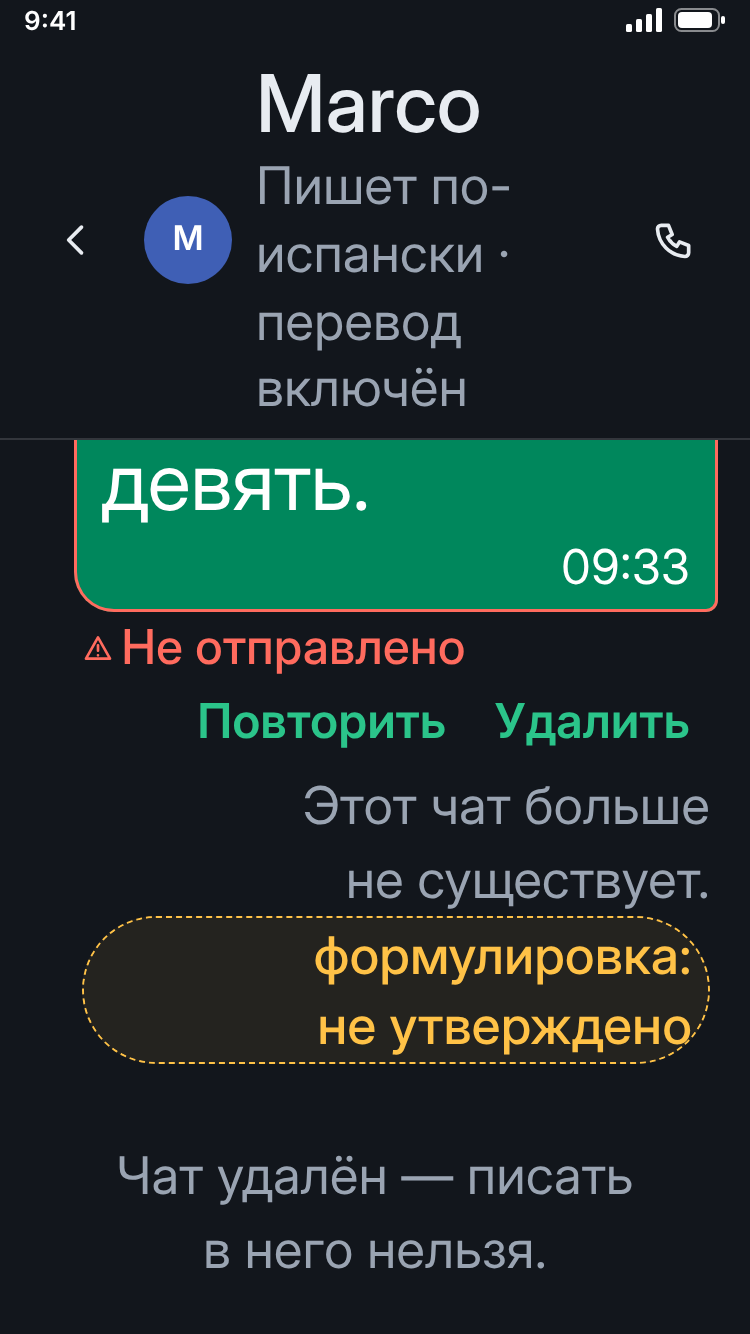 9:41
Marco
M
Пишет по-
испански ·
перевод
включён
девять.
09:33
Не отправлено
Повторить Удалить
Этот чат больше
не существует.
формулировка:
не утверждено
Чат удалён — писать
в него нельзя.